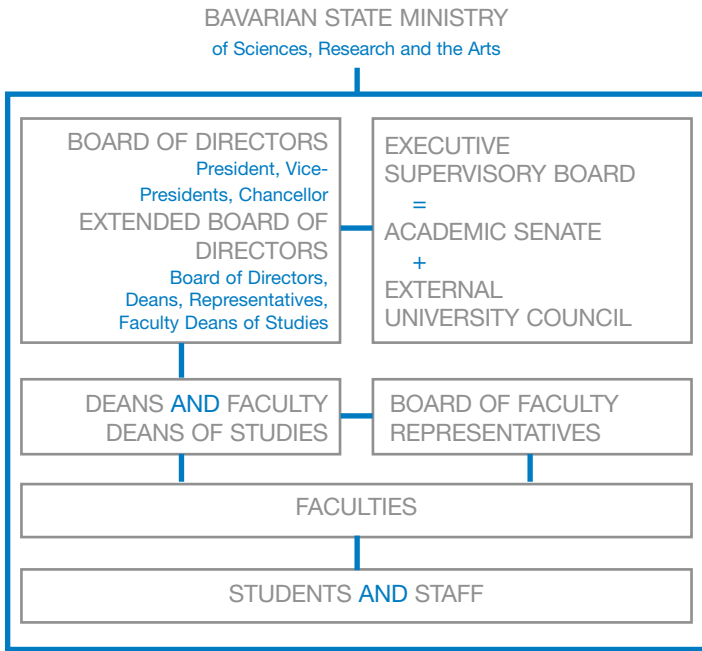 BAVARIAN STATE MINISTRY
of Sciences, Research and the Arts
BOARD OF DIRECTORS
President, Vice-
Presidents, Chancellor
EXTENDED BOARD OF
DIRECTORS
Board of Directors,
Deans, Representatives,
Faculty Deans of Studies
EXECUTIVE
SUPERVISORY BOARD
=
ACADEMIC SENATE
+
EXTERNAL
UNIVERSITY COUNCIL
DEANS AND FACULTY
DEANS OF STUDIES
BOARD OF FACULTY
REPRESENTATIVES
FACULTIES
STUDENTS AND STAFF